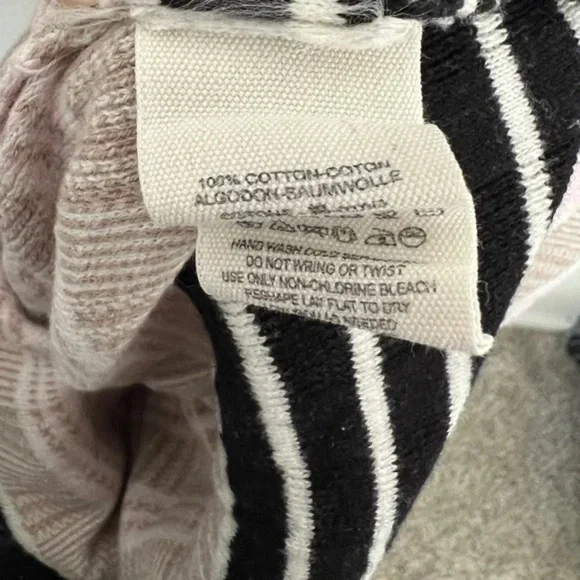 100% COTTON-COTON
ALGODON-BAUMWOLLE
HAND WASH COLD
DO NOT WRING OR TWIST
USE ONLY NON-CHLORINE BLEACH
RESHAPE LAY FLAT TO DRY
NEEDED